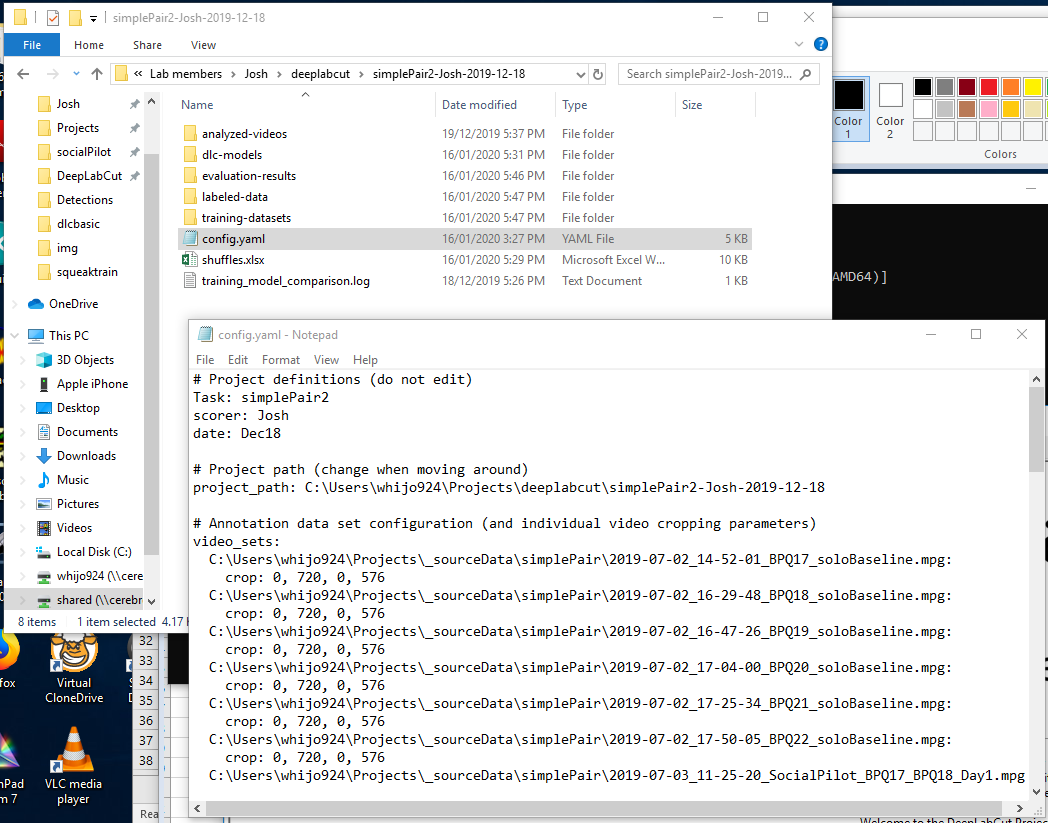 simplePair2-Josh-2019-12-18
File Home Share View
« Lab members › Josh › deeplabcut › simplePair2-Josh-2019-12-18
Search simplePair2-Josh-2019...
Josh
Projects
socialPilot
DeepLabCut
Detections
dlcbasic
img
squeaktrain
OneDrive
This PC
3D Objects
Apple iPhone
Desktop
Documents
Downloads
Music
Pictures
Videos
Local Disk (C:)
whijo924 (\\cere
shared (\\cerebr
Name Date modified Type Size
analyzed-videos 19/12/2019 5:37 PM File folder
dlc-models 16/01/2020 5:31 PM File folder
evaluation-results 16/01/2020 5:46 PM File folder
labeled-data 16/01/2020 5:47 PM File folder
training-datasets 16/01/2020 5:47 PM File folder
config.yaml 16/01/2020 3:27 PM YAML File 5 KB
shuffles.xlsx 16/01/2020 5:29 PM Microsoft Excel W... 10 KB
training_model_comparison.log 18/12/2019 5:26 PM Text Document 1 KB
8 items 1 item selected 4.17
Color
1
Color
2
Colors
AMD64)]
config.yaml - Notepad
File Edit Format View Help
# Project definitions (do not edit)
Task: simplePair2
scorer: Josh
date: Dec18
# Project path (change when moving around)
project_path: C:\Users\whijo924\Projects\deeplabcut\simplePair2-Josh-2019-12-18
# Annotation data set configuration (and individual video cropping parameters)
video_sets:
C:\Users\whijo924\Projects\_sourceData\simplePair\2019-07-02_14-52-01_BPQ17_soloBaseline.mpg:
crop: 0, 720, 0, 576
C:\Users\whijo924\Projects\_sourceData\simplePair\2019-07-02_16-29-48_BPQ18_soloBaseline.mpg:
crop: 0, 720, 0, 576
C:\Users\whijo924\Projects\_sourceData\simplePair\2019-07-02_16-47-26_BPQ19_soloBaseline.mpg:
crop: 0, 720, 0, 576
C:\Users\whijo924\Projects\_sourceData\simplePair\2019-07-02_17-04-00_BPQ20_soloBaseline.mpg:
crop: 0, 720, 0, 576
C:\Users\whijo924\Projects\_sourceData\simplePair\2019-07-02_17-25-34_BPQ21_soloBaseline.mpg:
crop: 0, 720, 0, 576
C:\Users\whijo924\Projects\_sourceData\simplePair\2019-07-02_17-50-05_BPQ22_soloBaseline.mpg:
crop: 0, 720, 0, 576
C:\Users\whijo924\Projects\_sourceData\simplePair\2019-07-03_11-25-20_SocialPilot_BPQ17_BPQ18_Day1.mpg
fox
Virtual
CloneDrive
nPad
m 7
VLC media
player
32
33
34
35
36
37
38
Rea
Welcome to the DeepLabCut Proje